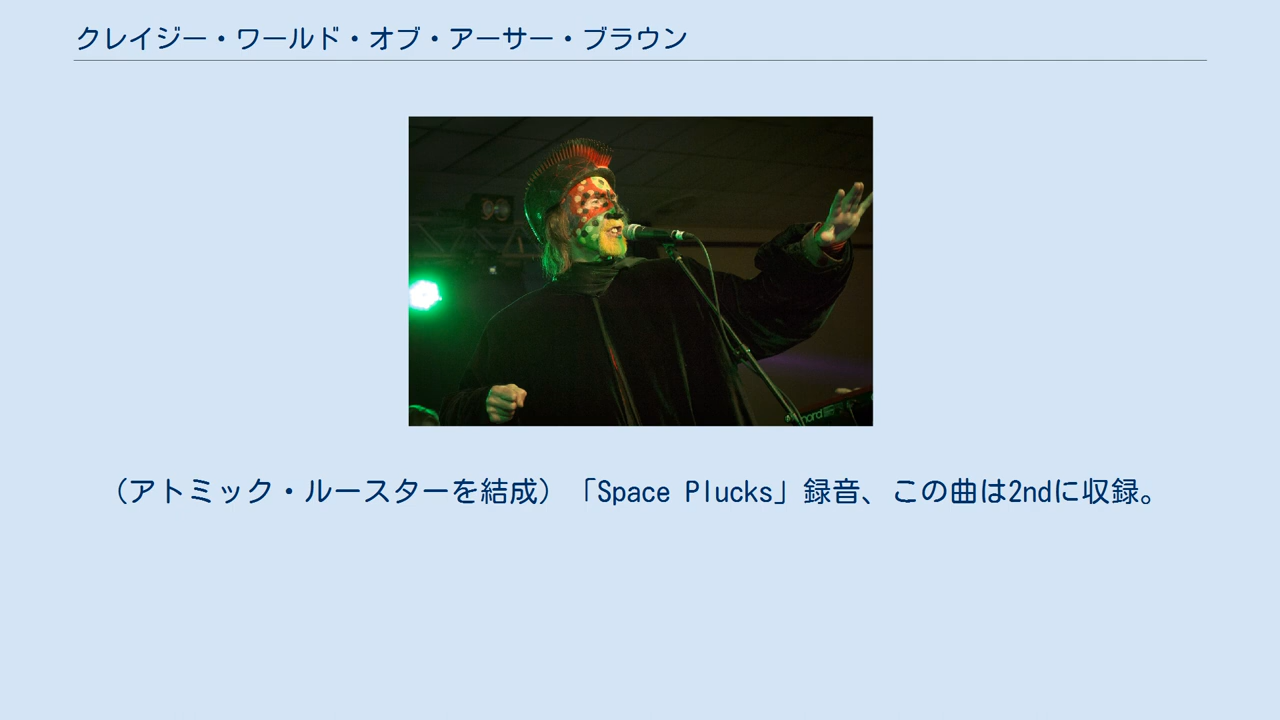 クレイジー・ワールド・オブ・アーサー・ブラウン
nord
（アトミック・ルースターを結成）「Space Plucks」録音、この曲は2ndに収録。